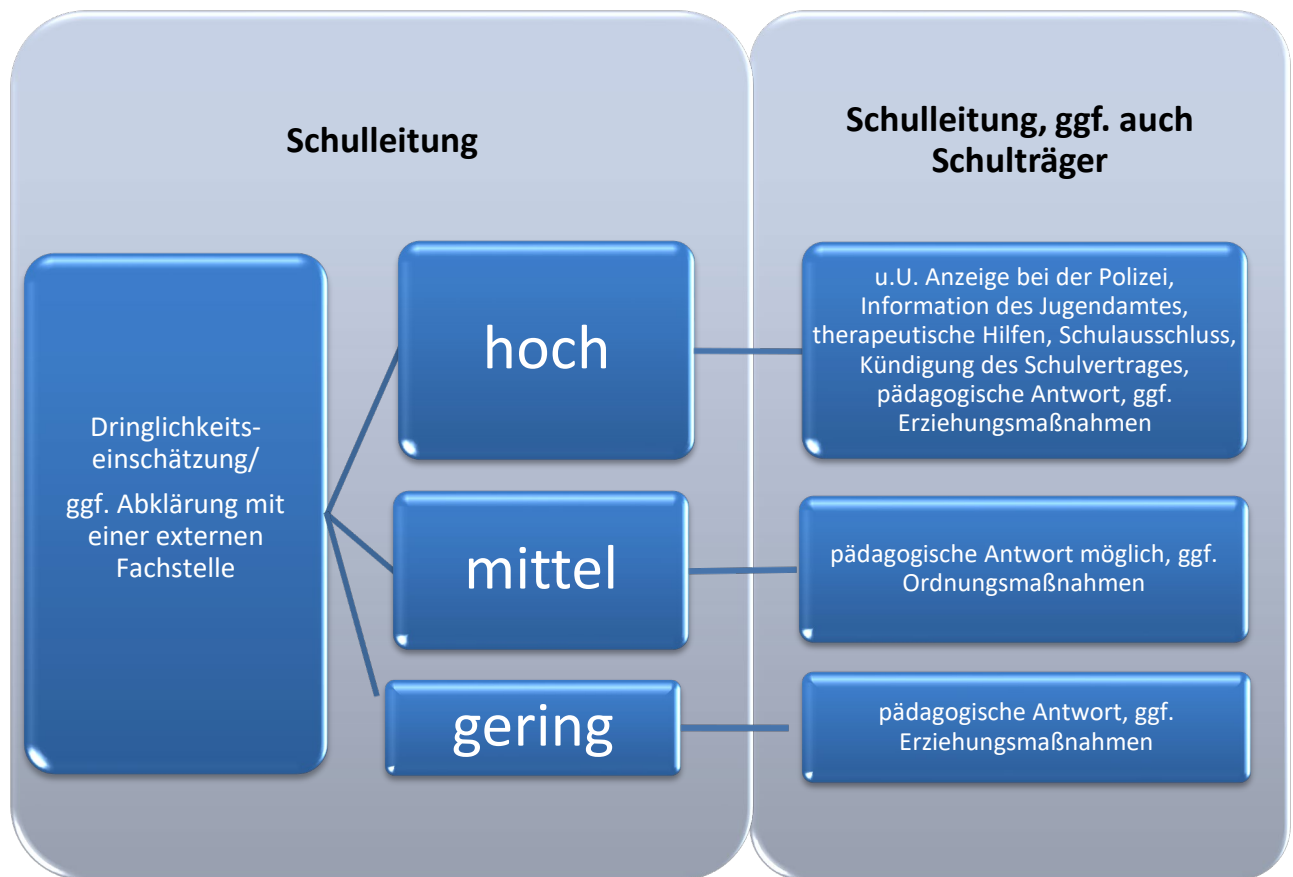 Schulleitung
Schulleitung, ggf. auch
Schulträger
Dringlichkeits-
einschätzung/
ggf. Abklärung mit
einer externen
Fachstelle
hoch
u.U. Anzeige bei der Polizei,
Information des Jugendamtes,
therapeutische Hilfen, Schulausschluss,
Kündigung des Schulvertrages,
pädagogische Antwort, ggf.
Erziehungsmaßnahmen
mittel
pädagogische Antwort möglich, ggf.
Ordnungsmaßnahmen
gering
pädagogische Antwort, ggf.
Erziehungsmaßnahmen